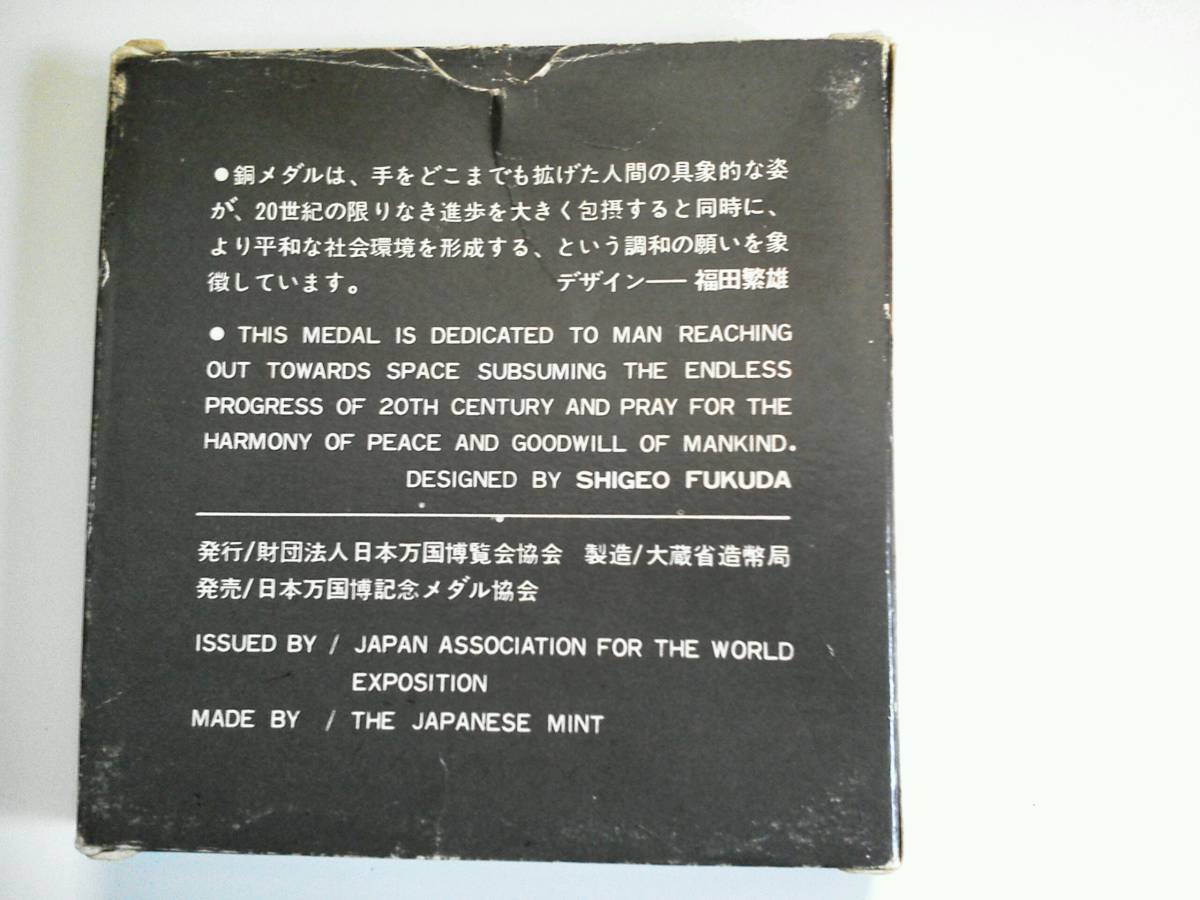 ●銅メダルは、手をどこまでも拡げた人間の具象的な姿
が、20世紀の限りなき進歩を大きく包摂すると同時に、
より平和な社会環境を形成する、という調和の願いを象
徴しています。 デザイン── 福田繁雄
● THIS MEDAL IS DEDICATED TO MAN REACHING
OUT TOWARDS SPACE SUBSUMING THE ENDLESS
PROGRESS OF 20TH CENTURY AND PRAY FOR THE
HARMONY OF PEACE AND GOODWILL OF MANKIND.
DESIGNED BY SHIGEO FUKUDA
発行/財団法人日本万国博覧会協会 製造/大蔵省造幣局
発売/日本万国博記念メダル協会
ISSUED BY / JAPAN ASSOCIATION FOR THE WORLD
EXPOSITION
MADE BY / THE JAPANESE MINT